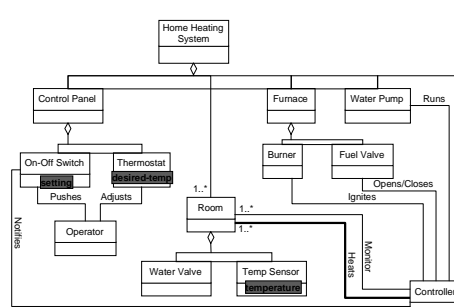 Home Heating
System
Control Panel
Furnace
Water Pump
Runs
On-Off Switch
setting
Thermostat
desired-temp
Burner
Fuel Valve
Pushes
Adjusts
1..*
Ignites
Opens/Closes
Operator
Room
1..*
1..*
Notifies
Heats
Monitor
Water Valve
Temp Sensor
temperature
Controller